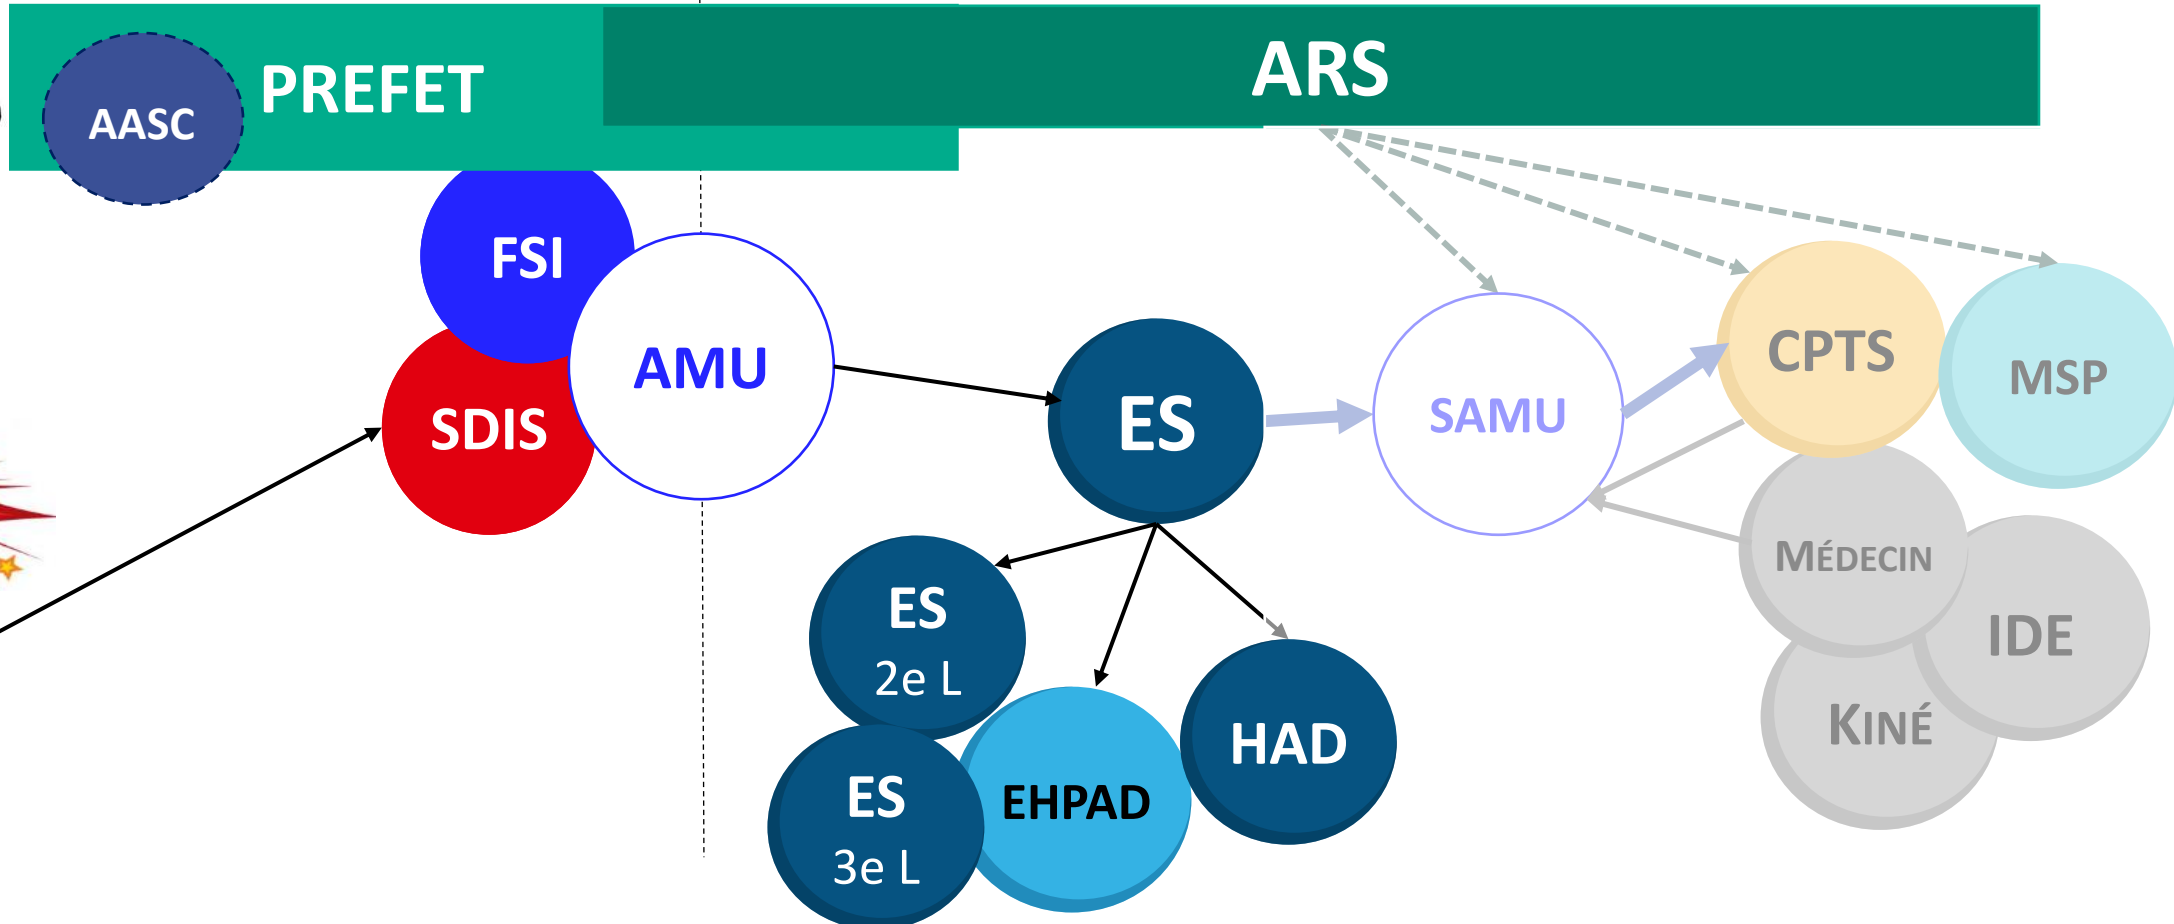 PREFET
ARS
AASC
FSI
AMU
SDIS
ES
SAMU
CPTS
MSP
MÉDECIN
IDE
KINÉ
ES
2e L
ES
3e L
EHPAD
HAD